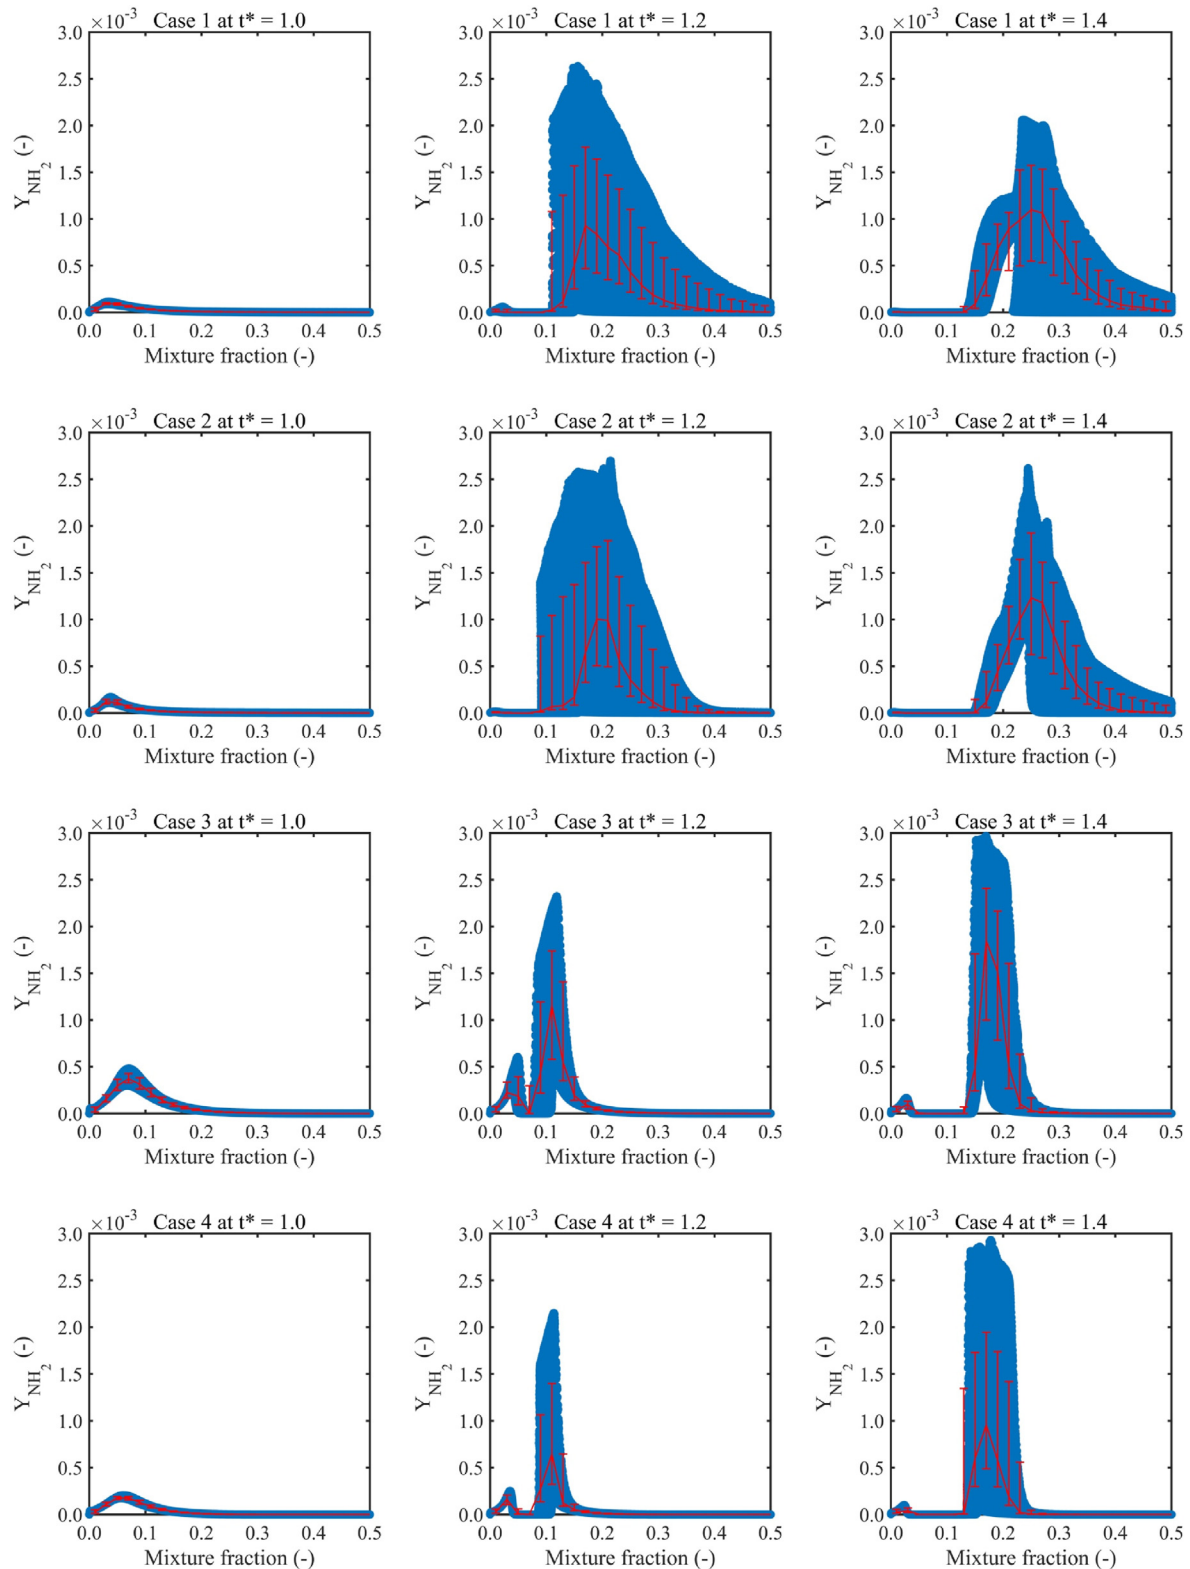 Case 1 at t* = 1.0
×10⁻³
3.0
2.5
2.0
1.5
1.0
0.5
0.0
Y_NH₂ (-)
0.0 0.1 0.2 0.3 0.4 0.5
Mixture fraction (-)
Case 1 at t* = 1.2
×10⁻³
3.0
2.5
2.0
1.5
1.0
0.5
0.0
Y_NH₂ (-)
0.0 0.1 0.2 0.3 0.4 0.5
Mixture fraction (-)
Case 1 at t* = 1.4
×10⁻³
3.0
2.5
2.0
1.5
1.0
0.5
0.0
Y_NH₂ (-)
0.0 0.1 0.2 0.3 0.4 0.5
Mixture fraction (-)
Case 2 at t* = 1.0
×10⁻³
3.0
2.5
2.0
1.5
1.0
0.5
0.0
Y_NH₂ (-)
0.0 0.1 0.2 0.3 0.4 0.5
Mixture fraction (-)
Case 2 at t* = 1.2
×10⁻³
3.0
2.5
2.0
1.5
1.0
0.5
0.0
Y_NH₂ (-)
0.0 0.1 0.2 0.3 0.4 0.5
Mixture fraction (-)
Case 2 at t* = 1.4
×10⁻³
3.0
2.5
2.0
1.5
1.0
0.5
0.0
Y_NH₂ (-)
0.0 0.1 0.2 0.3 0.4 0.5
Mixture fraction (-)
Case 3 at t* = 1.0
×10⁻³
3.0
2.5
2.0
1.5
1.0
0.5
0.0
Y_NH₂ (-)
0.0 0.1 0.2 0.3 0.4 0.5
Mixture fraction (-)
Case 3 at t* = 1.2
×10⁻³
3.0
2.5
2.0
1.5
1.0
0.5
0.0
Y_NH₂ (-)
0.0 0.1 0.2 0.3 0.4 0.5
Mixture fraction (-)
Case 3 at t* = 1.4
×10⁻³
3.0
2.5
2.0
1.5
1.0
0.5
0.0
Y_NH₂ (-)
0.0 0.1 0.2 0.3 0.4 0.5
Mixture fraction (-)
Case 4 at t* = 1.0
×10⁻³
3.0
2.5
2.0
1.5
1.0
0.5
0.0
Y_NH₂ (-)
0.0 0.1 0.2 0.3 0.4 0.5
Mixture fraction (-)
Case 4 at t* = 1.2
×10⁻³
3.0
2.5
2.0
1.5
1.0
0.5
0.0
Y_NH₂ (-)
0.0 0.1 0.2 0.3 0.4 0.5
Mixture fraction (-)
Case 4 at t* = 1.4
×10⁻³
3.0
2.5
2.0
1.5
1.0
0.5
0.0
Y_NH₂ (-)
0.0 0.1 0.2 0.3 0.4 0.5
Mixture fraction (-)